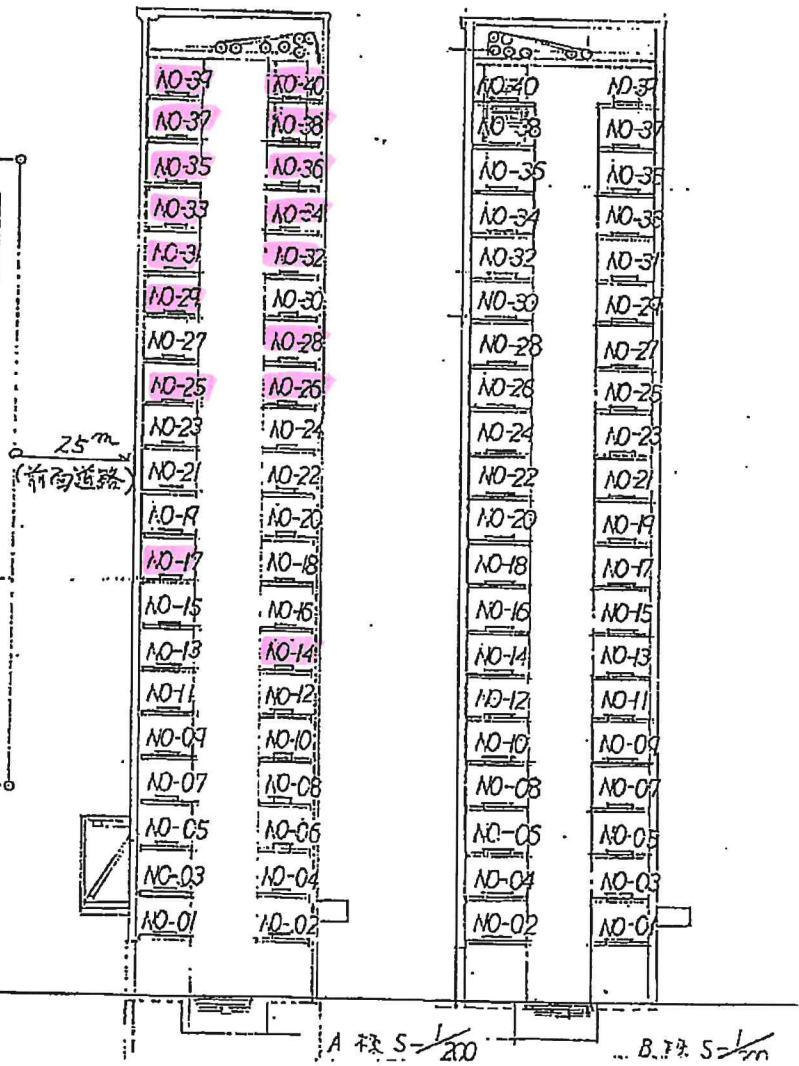 NO-39 NO-40 NO-40 NO-39
NO-37 NO-38 NO-38 NO-37
NO-35 NO-36 NO-36 NO-35
NO-33 NO-34 NO-34 NO-33
NO-31 NO-32 NO-32 NO-31
NO-29 NO-30 NO-30 NO-29
NO-27 NO-28 NO-28 NO-27
NO-25 NO-26 NO-26 NO-25
NO-23 NO-24 NO-24 NO-23
25m
(前面道路)
NO-21 NO-22 NO-22 NO-21
NO-19 NO-20 NO-20 NO-19
NO-17 NO-18 NO-18 NO-17
NO-15 NO-16 NO-16 NO-15
NO-13 NO-14 NO-14 NO-13
NO-11 NO-12 NO-12 NO-11
NO-09 NO-10 NO-10 NO-09
NO-07 NO-08 NO-08 NO-07
NO-05 NO-06 NO-06 NO-05
NO-03 NO-04 NO-04 NO-03
NO-01 NO-02 NO-02 NO-01
A棟 S=1/200 B棟 S=1/200